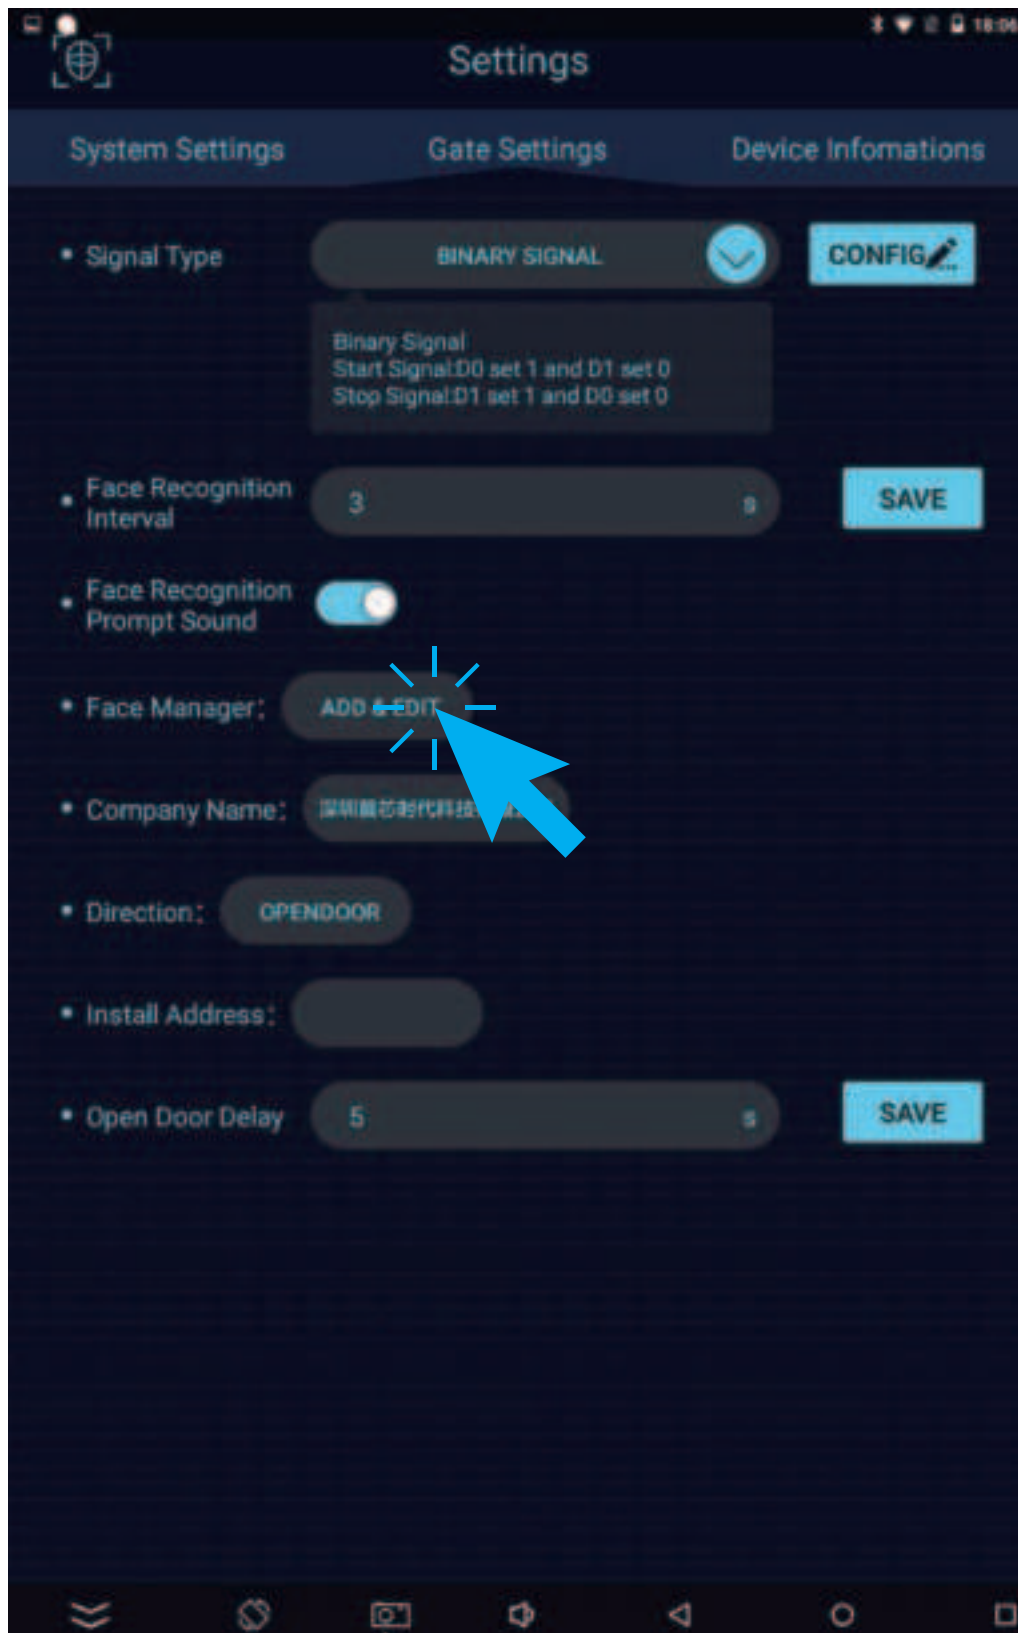 18:06
Settings
System Settings
Gate Settings
Device Infomations
Signal Type
BINARY SIGNAL
CONFIG
Binary Signal
Start Signal:D0 set 1 and D1 set 0
Stop Signal:D1 set 1 and D0 set 0
Face Recognition
Interval
3
s
SAVE
Face Recognition
Prompt Sound
Face Manager:
ADD & EDIT
Company Name:
Direction:
OPENDOOR
Install Address:
Open Door Delay
5
s
SAVE